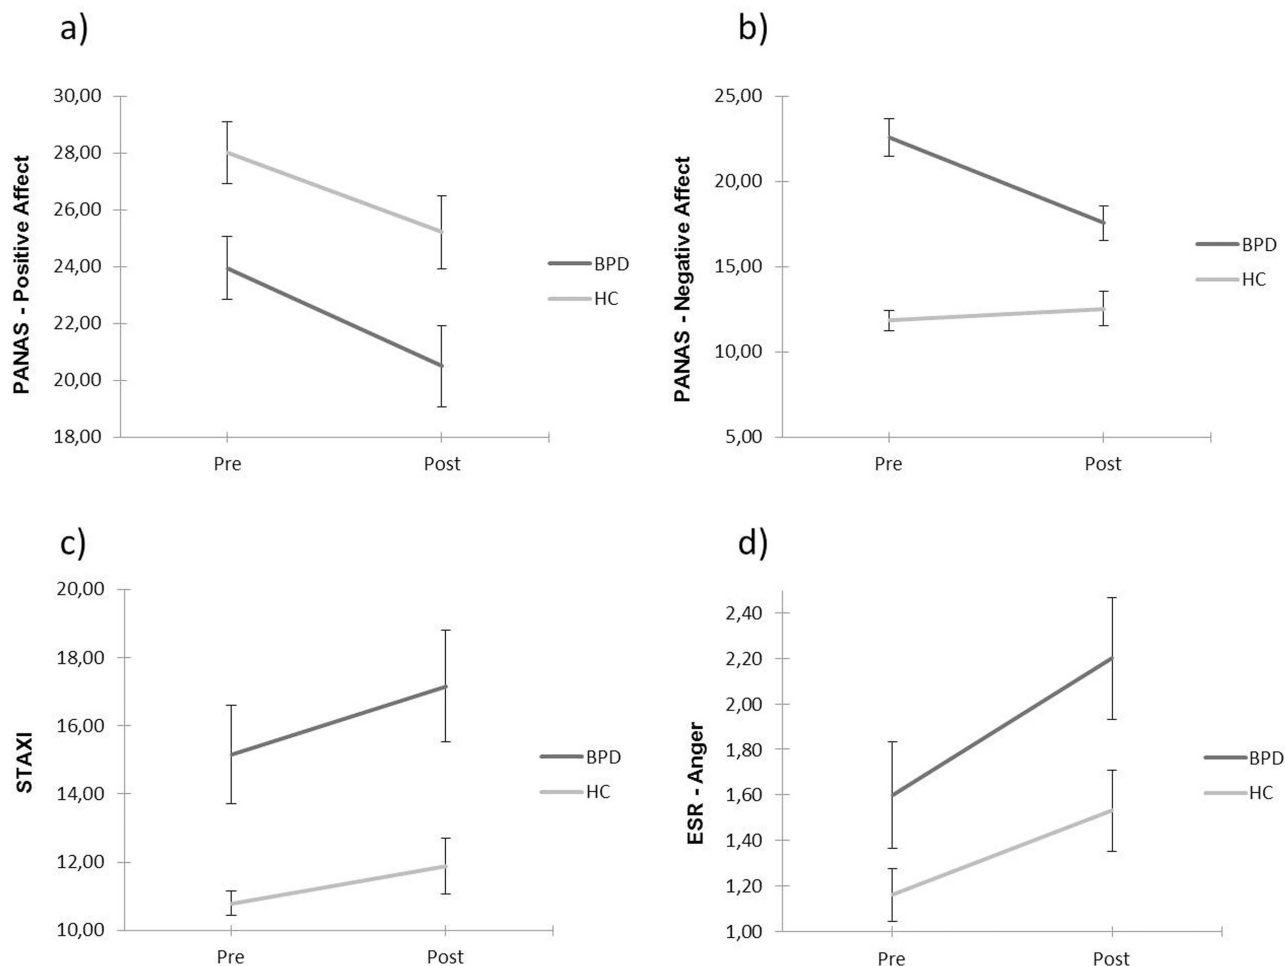 a)
PANAS - Positive Affect
30,00
28,00
26,00
24,00
22,00
20,00
18,00
Pre
Post
BPD
HC
b)
PANAS - Negative Affect
25,00
20,00
15,00
10,00
5,00
Pre
Post
BPD
HC
c)
STAXI
20,00
18,00
16,00
14,00
12,00
10,00
Pre
Post
BPD
HC
d)
ESR - Anger
2,40
2,20
2,00
1,80
1,60
1,40
1,20
1,00
Pre
Post
BPD
HC